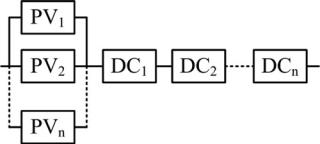 PV₁
PV₂ DC₁ DC₂ DCₙ
PVₙ